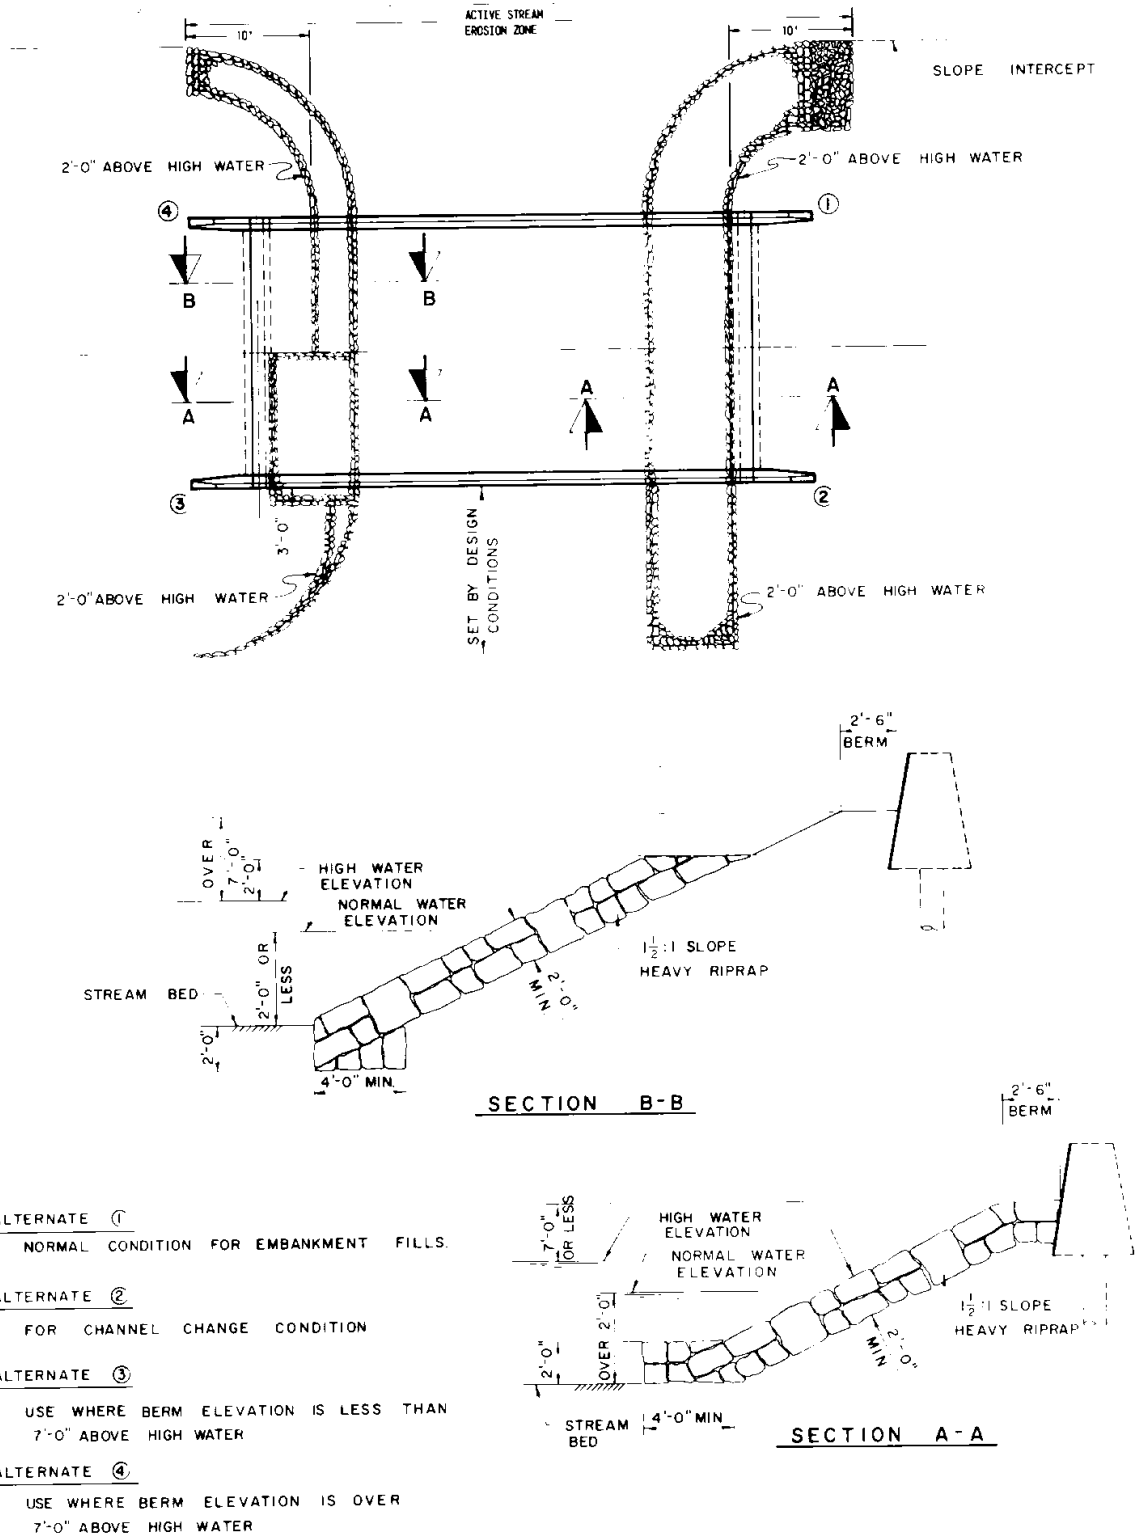 ACTIVE STREAM
EROSION ZONE
10'
10'
SLOPE INTERCEPT
2'-0" ABOVE HIGH WATER
2'-0" ABOVE HIGH WATER
④
①
B
B
A
A
A
A
③
②
3'-0"
SET BY DESIGN
CONDITIONS
2'-0" ABOVE HIGH WATER
2'-0" ABOVE HIGH WATER
2'-6"
BERM
OVER
7'-0"
2'-0"
HIGH WATER
ELEVATION
NORMAL WATER
ELEVATION
2'-0" OR
LESS
STREAM BED
2'-0"
1½:1 SLOPE
HEAVY RIPRAP
2'-0"
MIN.
4'-0" MIN.
SECTION B-B
2'-6"
BERM
7'-0"
OR LESS
HIGH WATER
ELEVATION
NORMAL WATER
ELEVATION
OVER 2'-0"
2'-0"
1½:1 SLOPE
HEAVY RIPRAP
2'-0"
MIN
STREAM
BED
4'-0" MIN
SECTION A-A
LTERNATE ①
NORMAL CONDITION FOR EMBANKMENT FILLS.
LTERNATE ②
FOR CHANNEL CHANGE CONDITION
LTERNATE ③
USE WHERE BERM ELEVATION IS LESS THAN
7'-0" ABOVE HIGH WATER
LTERNATE ④
USE WHERE BERM ELEVATION IS OVER
7'-0" ABOVE HIGH WATER